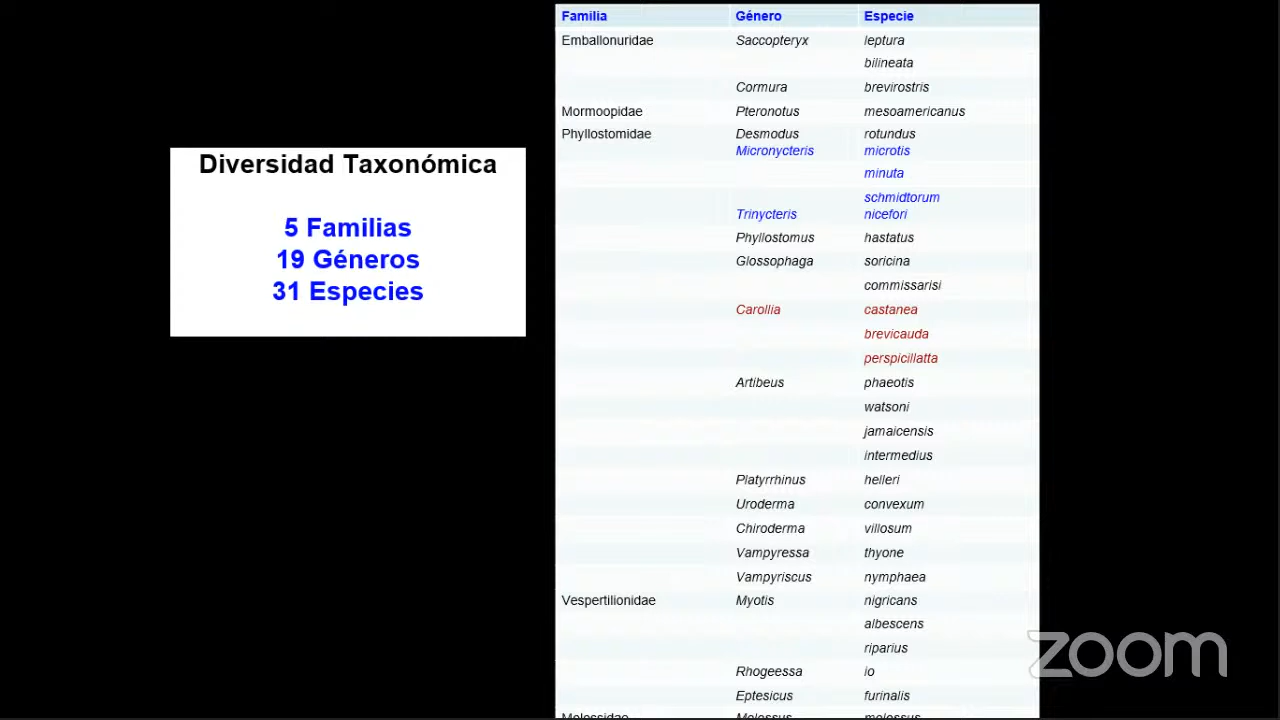 Diversidad Taxonómica
5 Familias
19 Géneros
31 Especies
Familia Género Especie
Emballonuridae Saccopteryx leptura
bilineata
Cormura brevirostris
Mormoopidae Pteronotus mesoamericanus
Phyllostomidae Desmodus rotundus
Micronycteris microtis
minuta
schmidtorum
Trinycteris nicefori
Phyllostomus hastatus
Glossophaga soricina
commissarisi
Carollia castanea
brevicauda
perspicillatta
Artibeus phaeotis
watsoni
jamaicensis
intermedius
Platyrrhinus helleri
Uroderma convexum
Chiroderma villosum
Vampyressa thyone
Vampyriscus nymphaea
Vespertilionidae Myotis nigricans
albescens
riparius
Rhogeessa io
Eptesicus furinalis
Molossidae Molossus molossus
zoom